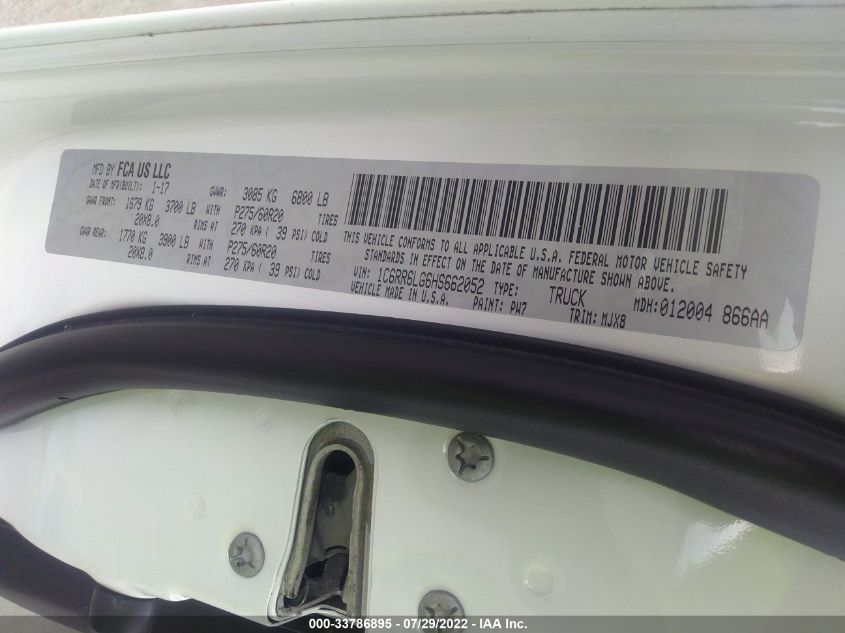 MFD BY FCA US LLC
DATE OF MFR(BUILT): 1-17 GVWR: 3085 KG 6800 LB
GAWR FRONT: 1679 KG 3700 LB WITH P275/60R20 TIRES
20X8.0 RIMS AT 270 KPA ( 39 PSI) COLD
GAWR REAR: 1770 KG 3900 LB WITH P275/60R20 TIRES
20X8.0 RIMS AT 270 KPA ( 39 PSI) COLD
THIS VEHICLE CONFORMS TO ALL APPLICABLE U.S.A. FEDERAL MOTOR VEHICLE SAFETY
STANDARDS IN EFFECT ON THE DATE OF MANUFACTURE SHOWN ABOVE.
VIN: 1C6RR6LG6HS662052 TYPE: TRUCK MDH:012004 866AA
VEHICLE MADE IN U.S.A. PAINT: PW7 TRIM: MJX8
000-33786895 - 07/29/2022 - IAA Inc.